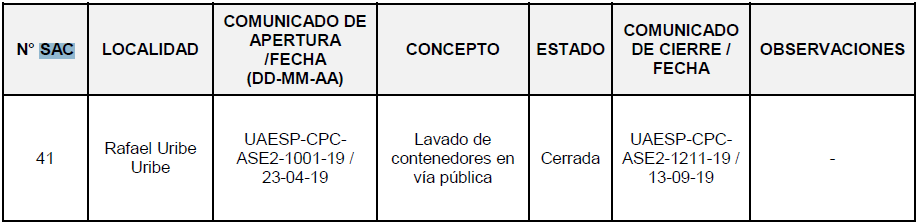 N° SAC
LOCALIDAD
COMUNICADO DE
APERTURA
/FECHA
(DD-MM-AA)
CONCEPTO
ESTADO
COMUNICADO
DE CIERRE /
FECHA
OBSERVACIONES
41
Rafael Uribe
Uribe
UAESP-CPC-
ASE2-1001-19 /
23-04-19
Lavado de
contenedores en
vía pública
Cerrada
UAESP-CPC-
ASE2-1211-19 /
13-09-19
-